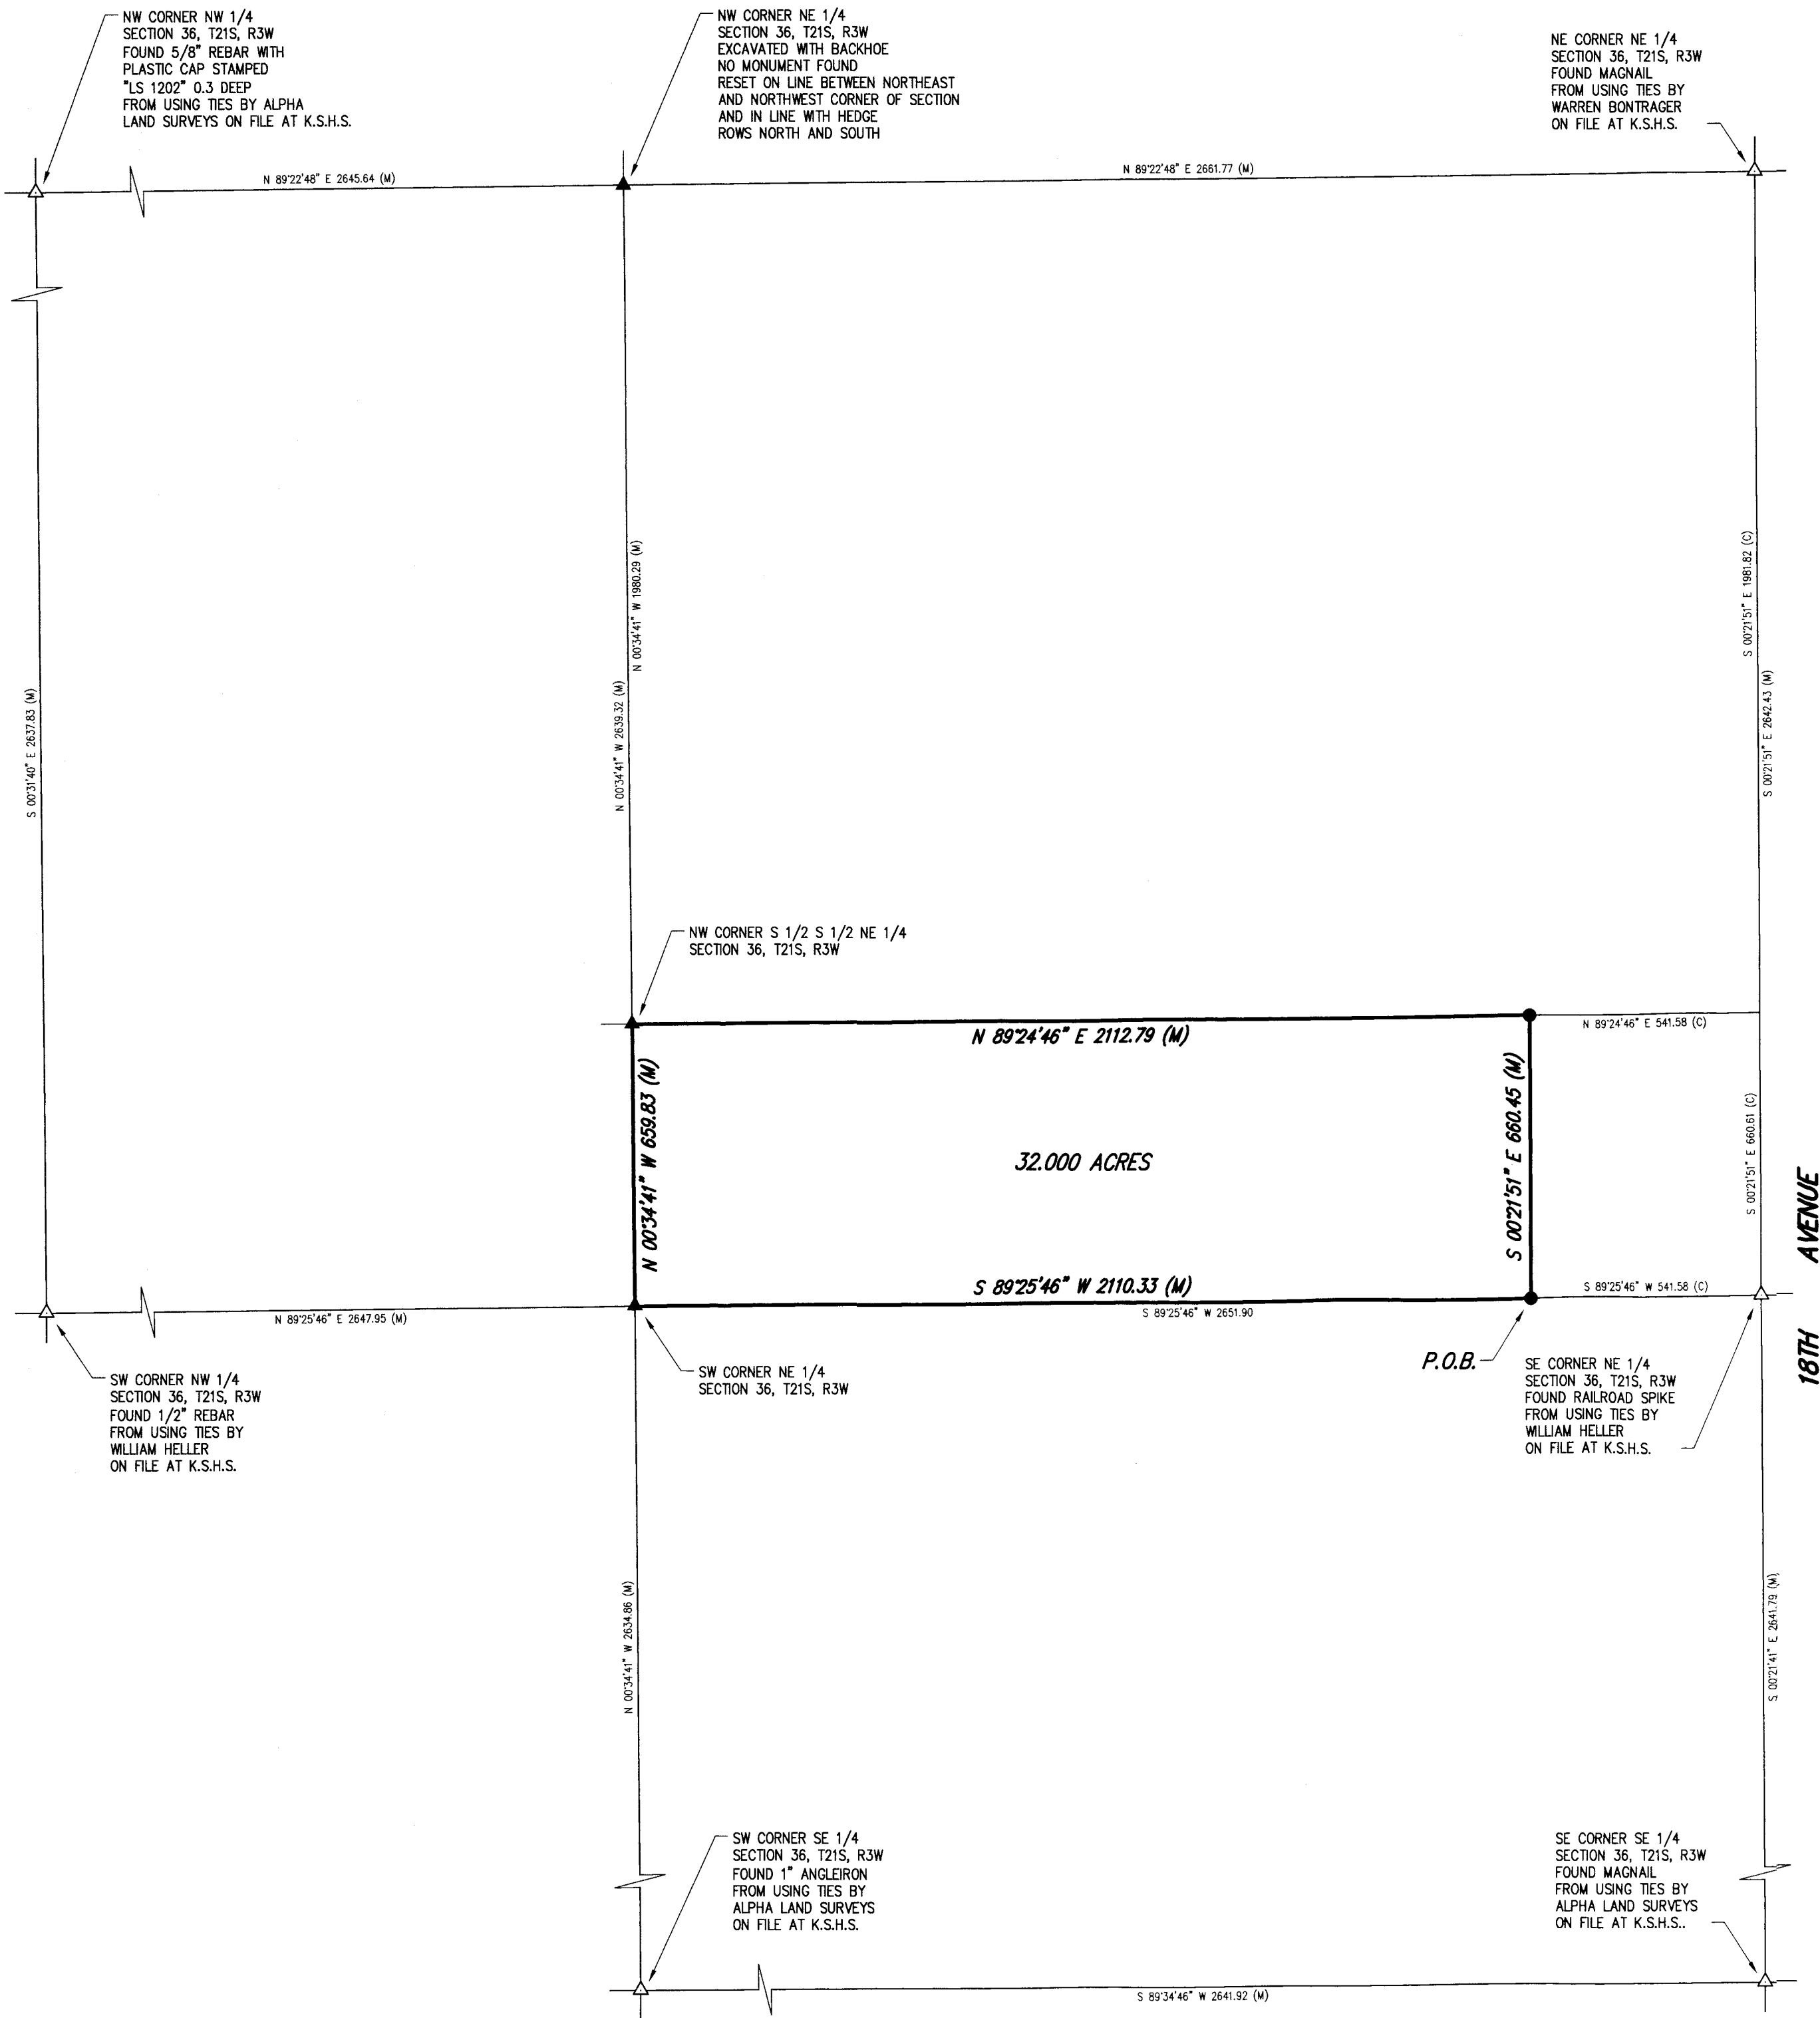 NW CORNER NW 1/4
SECTION 36, T21S, R3W
FOUND 5/8" REBAR WITH
PLASTIC CAP STAMPED
"LS 1202" 0.3 DEEP
FROM USING TIES BY ALPHA
LAND SURVEYS ON FILE AT K.S.H.S.
NW CORNER NE 1/4
SECTION 36, T21S, R3W
EXCAVATED WITH BACKHOE
NO MONUMENT FOUND
RESET ON LINE BETWEEN NORTHEAST
AND NORTHWEST CORNER OF SECTION
AND IN LINE WITH HEDGE
ROWS NORTH AND SOUTH
NE CORNER NE 1/4
SECTION 36, T21S, R3W
FOUND MAGNAIL
FROM USING TIES BY
WARREN BONTRAGER
ON FILE AT K.S.H.S.
N 89°22'48" E 2645.64 (M)
N 89°22'48" E 2661.77 (M)
S 00°31'40" E 2637.83 (M)
N 00°34'41" W 2639.32 (M)
N 00°34'41" W 1980.29 (M)
S 00°21'51" E 1981.82 (C)
S 00°21'51" E 2642.43 (M)
NW CORNER S 1/2 S 1/2 NE 1/4
SECTION 36, T21S, R3W
N 89°24'46" E 2112.79 (M)
N 89°24'46" E 541.58 (C)
N 00°34'41" W 659.83 (M)
32.000 ACRES
S 00°21'51" E 660.45 (M)
S 00°21'51" E 660.61 (C)
18TH AVENUE
S 89°25'46" W 2110.33 (M)
S 89°25'46" W 541.58 (C)
N 89°25'46" E 2647.95 (M)
S 89°25'46" W 2651.90
P.O.B.
SW CORNER NW 1/4
SECTION 36, T21S, R3W
FOUND 1/2" REBAR
FROM USING TIES BY
WILLIAM HELLER
ON FILE AT K.S.H.S.
SW CORNER NE 1/4
SECTION 36, T21S, R3W
SE CORNER NE 1/4
SECTION 36, T21S, R3W
FOUND RAILROAD SPIKE
FROM USING TIES BY
WILLIAM HELLER
ON FILE AT K.S.H.S.
N 00°34'41" W 2634.86 (M)
S 00°21'41" E 2641.79 (M)
SW CORNER SE 1/4
SECTION 36, T21S, R3W
FOUND 1" ANGLEIRON
FROM USING TIES BY
ALPHA LAND SURVEYS
ON FILE AT K.S.H.S.
SE CORNER SE 1/4
SECTION 36, T21S, R3W
FOUND MAGNAIL
FROM USING TIES BY
ALPHA LAND SURVEYS
ON FILE AT K.S.H.S..
S 89°34'46" W 2641.92 (M)